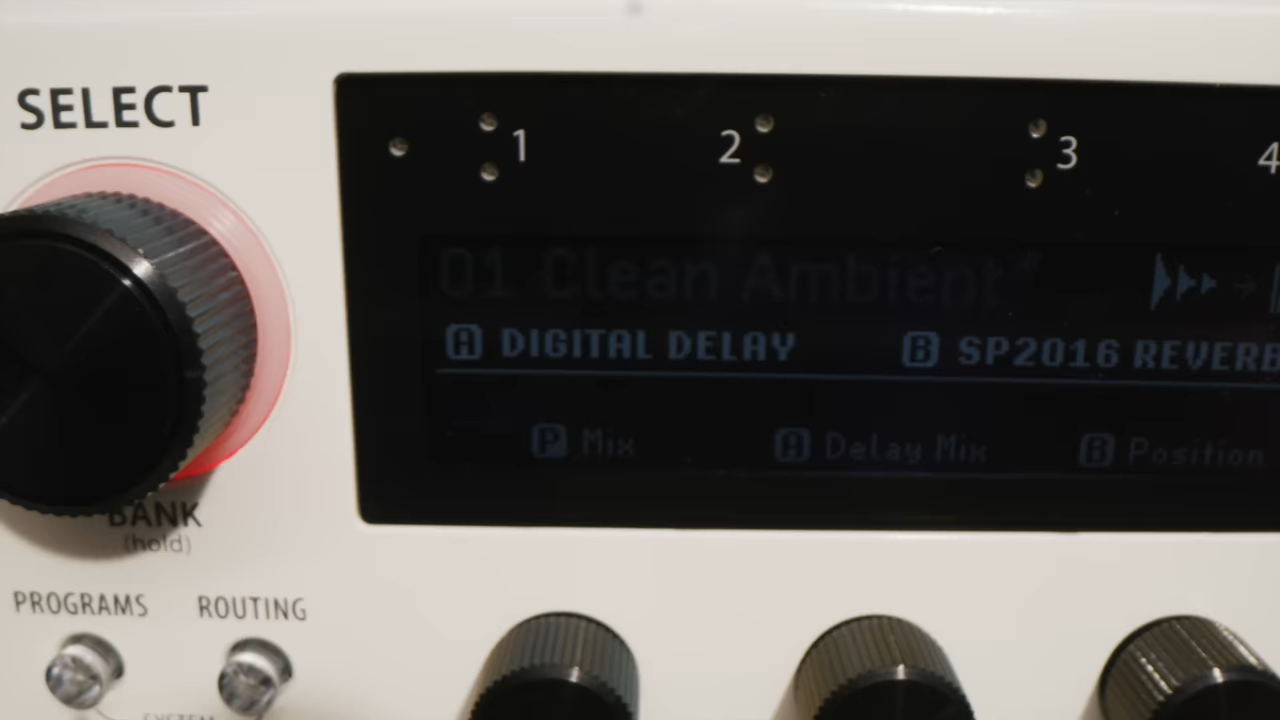 SELECT
1 2 3 4
01 Clean Ambient*
A DIGITAL DELAY B SP2016 REVERB
P Mix A Delay Mix B Position
BANK
(hold)
PROGRAMS ROUTING
SYSTEM